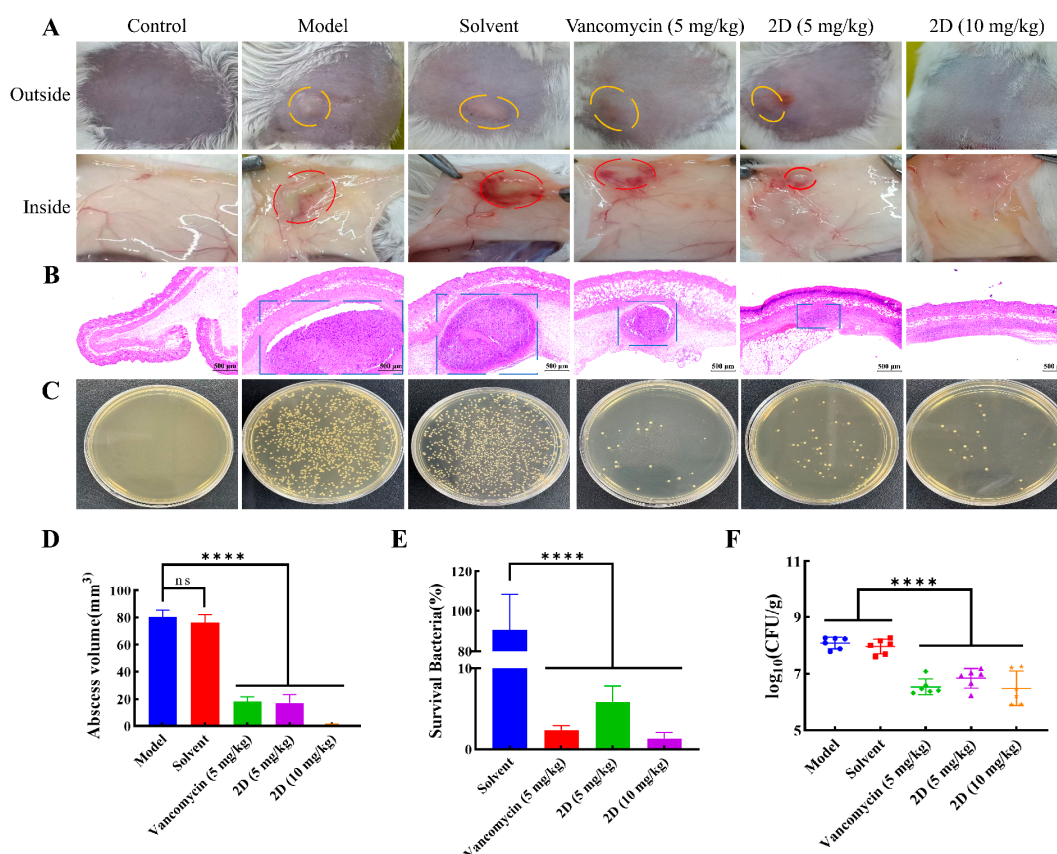 A
Control
Model
Solvent
Vancomycin (5 mg/kg)
2D (5 mg/kg)
2D (10 mg/kg)
Outside
Inside
B
500 μm
500 μm
500 μm
500 μm
500 μm
500 μm
C
D
Abscess volume(mm³)
100
80
60
40
20
0
ns
****
Model
Solvent
Vancomycin (5 mg/kg)
2D (5 mg/kg)
2D (10 mg/kg)
E
Survival Bacteria(%)
120
100
80
10
0
****
Solvent
Vancomycin (5 mg/kg)
2D (5 mg/kg)
2D (10 mg/kg)
F
log₁₀(CFU/g)
11
9
7
5
****
Model
Solvent
Vancomycin (5 mg/kg)
2D (5 mg/kg)
2D (10 mg/kg)